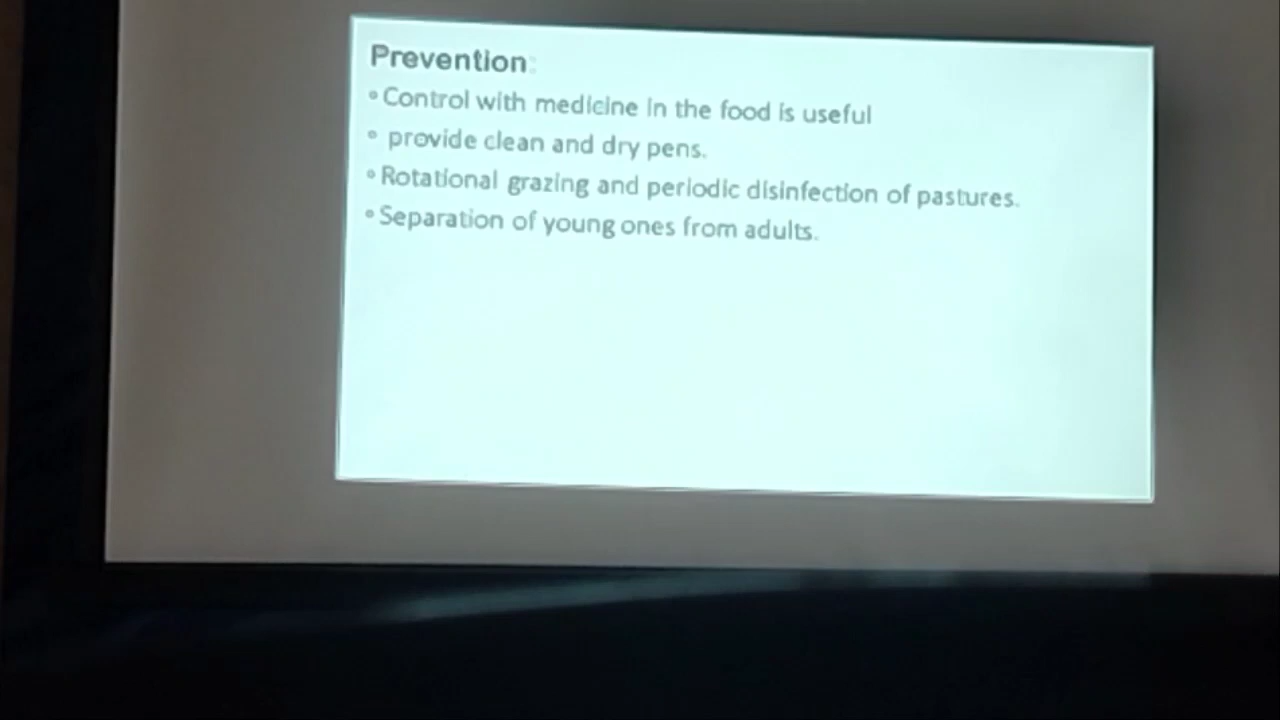 Prevention:
• Control with medicine in the food is useful
• provide clean and dry pens.
• Rotational grazing and periodic disinfection of pastures.
• Separation of young ones from adults.